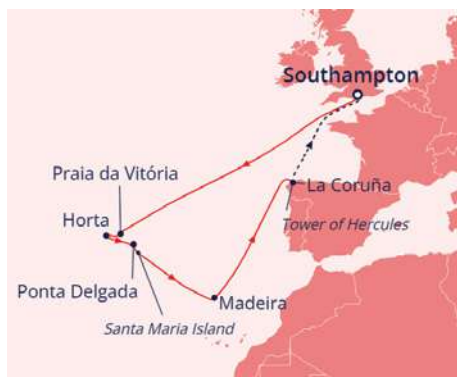 Southampton
Praia da Vitória
La Coruña
Horta
Tower of Hercules
Ponta Delgada
Madeira
Santa Maria Island